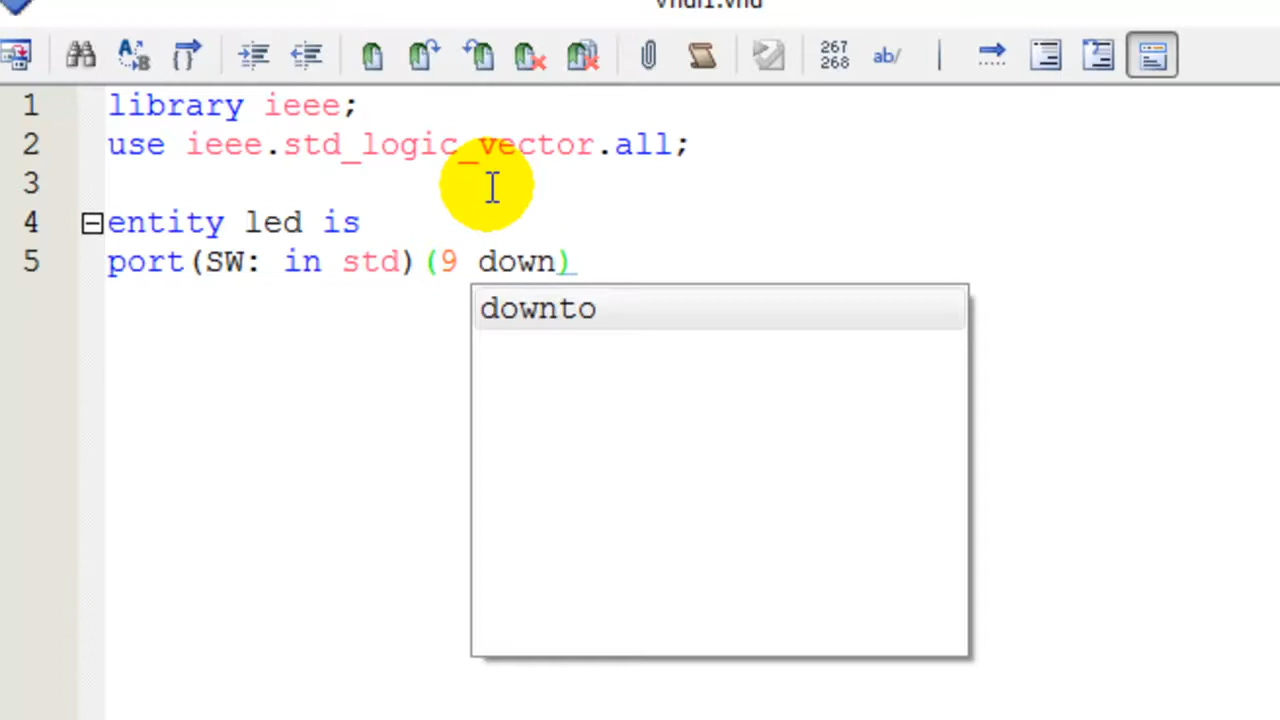 267
268
ab/
1 library ieee;
2 use ieee.std_logic_vector.all;
3
4 entity led is
5 port(SW: in std)(9 down)
downto